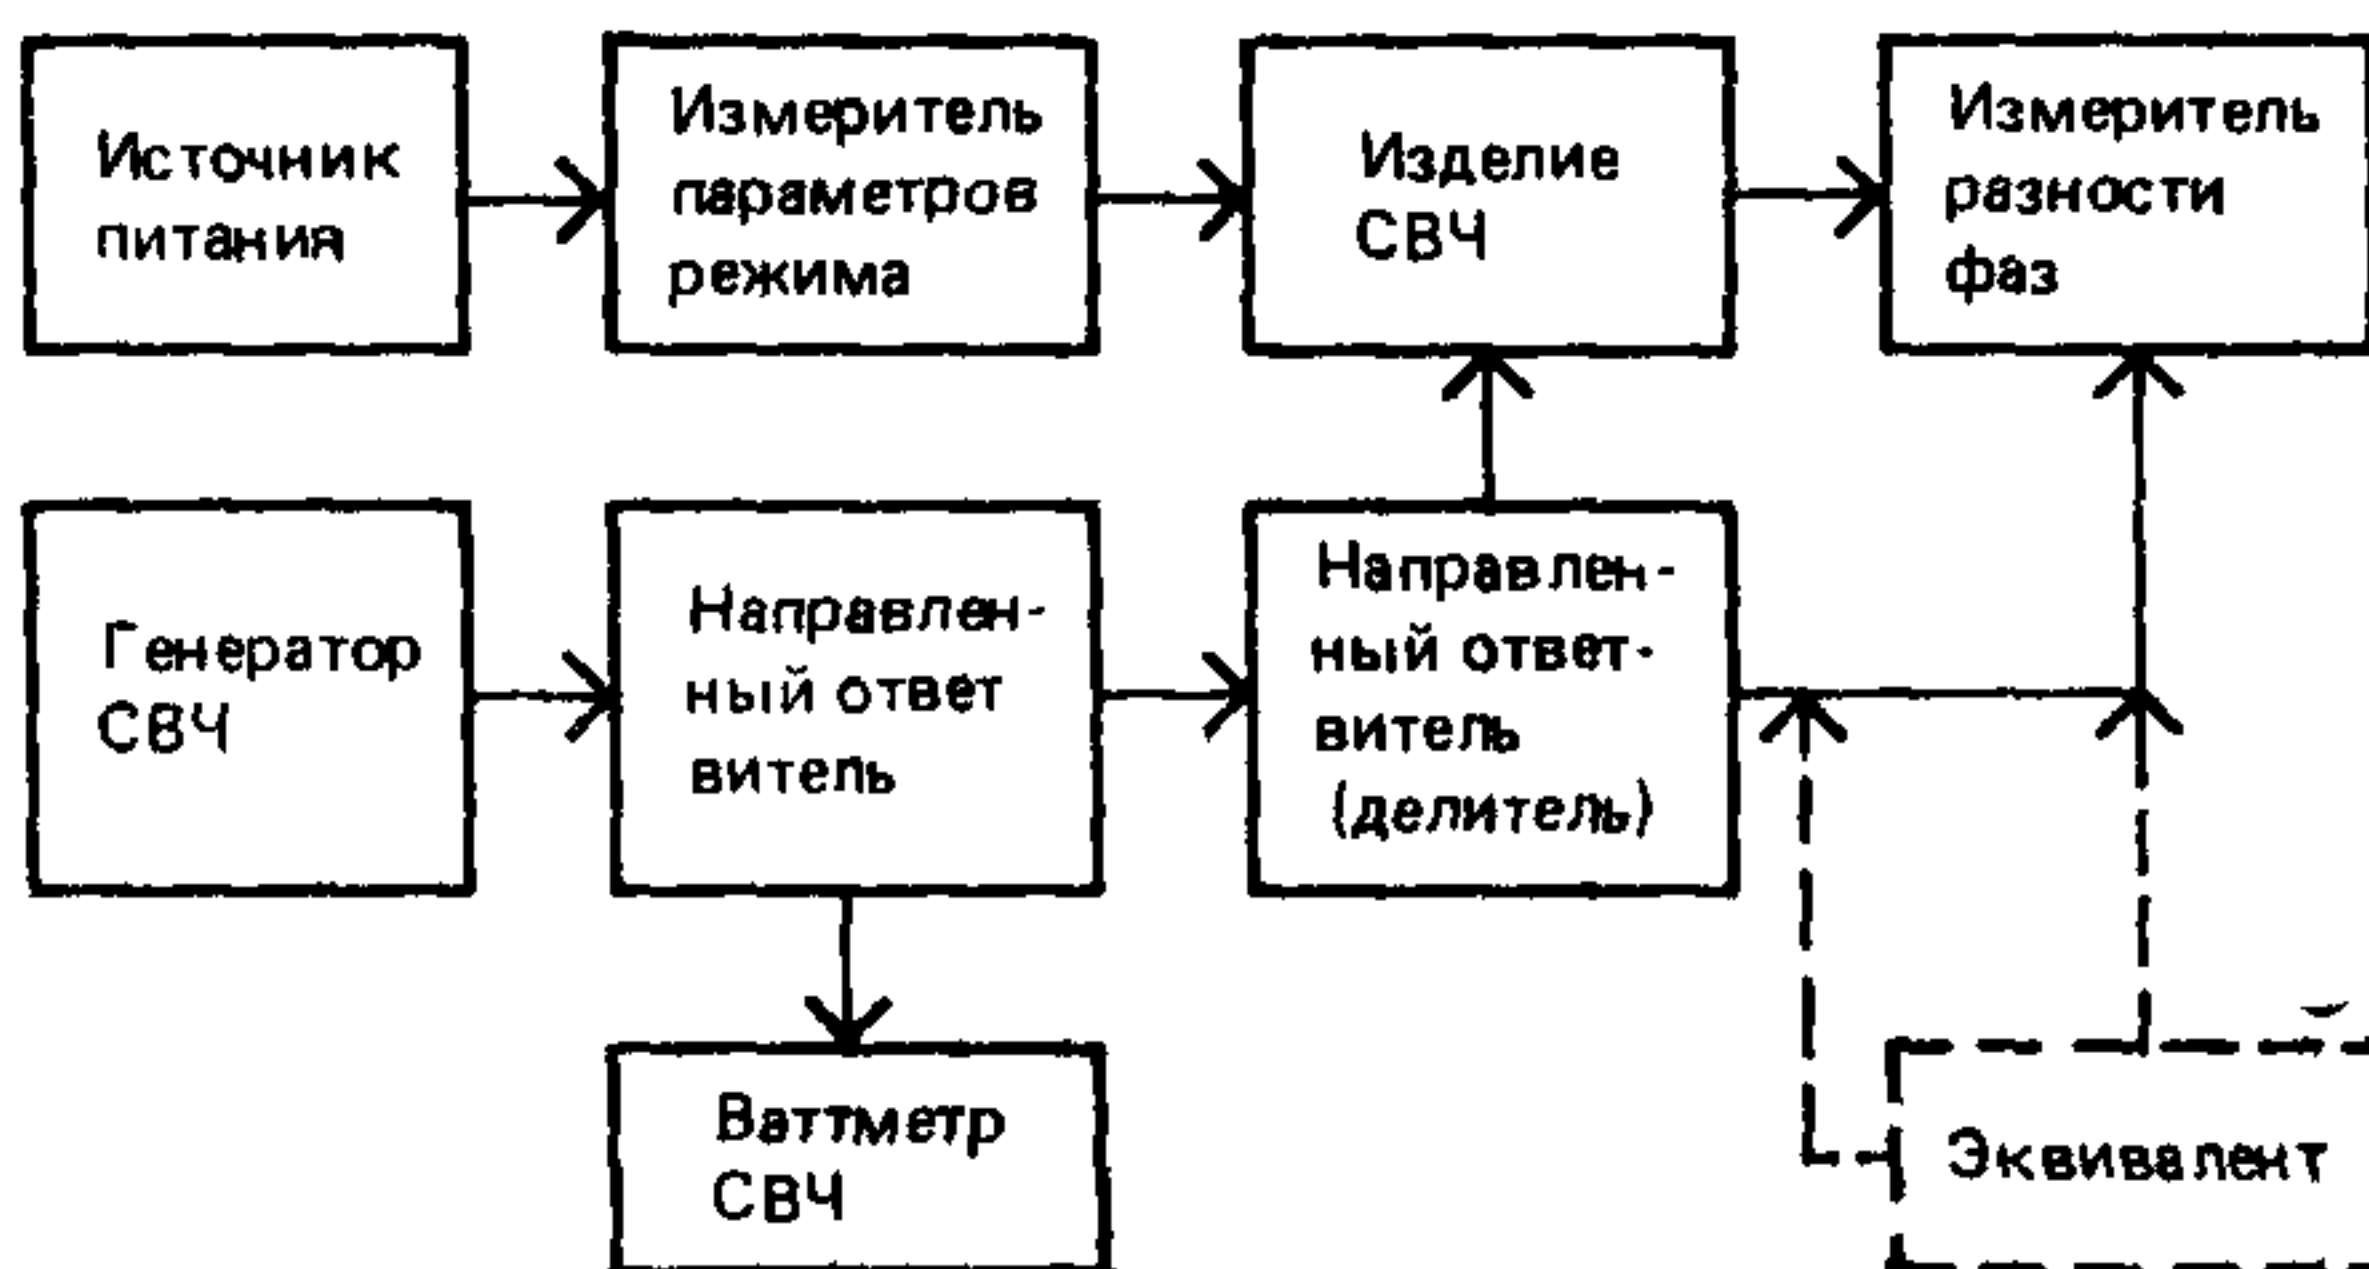 Источник
питания
Измеритель
параметров
режима
Изделие
СВЧ
Измеритель
разности
фаз
Генератор
СВЧ
Направлен-
ный ответ
витель
Направлен-
ный ответ-
витель
(делитель)
Ваттметр
СВЧ
Эквивалент